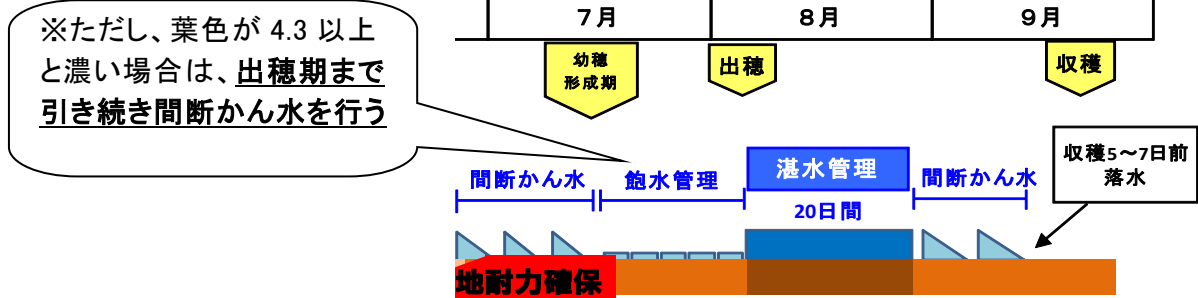 ※ただし、葉色が 4.3 以上
と濃い場合は、出穂期まで
引き続き間断かん水を行う
7月
8月
9月
幼穂
形成期
出穂
収穫
収穫5～7日前
落水
間断かん水
飽水管理
湛水管理
間断かん水
20日間
地耐力確保